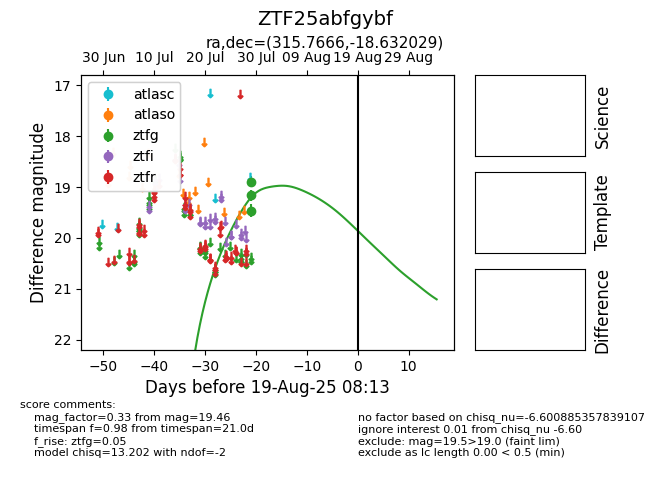 ZTF25abfgybf
ra,dec=(315.7666,-18.632029)
30 Jun 10 Jul 20 Jul 30 Jul 09 Aug 19 Aug 29 Aug
atlasc
atlaso
ztfg
ztfi
ztfr
17
18
19
20
21
22
Difference magnitude
−50 −40 −30 −20 −10 0 10
Days before 19-Aug-25 08:13
Science
Template
Difference
score comments:
mag_factor=0.33 from mag=19.46
timespan f=0.98 from timespan=21.0d
f_rise: ztfg=0.05
model chisq=13.202 with ndof=-2
no factor based on chisq_nu=-6.600885357839107
ignore interest 0.01 from chisq_nu -6.60
exclude: mag=19.5>19.0 (faint lim)
exclude as lc length 0.00 < 0.5 (min)